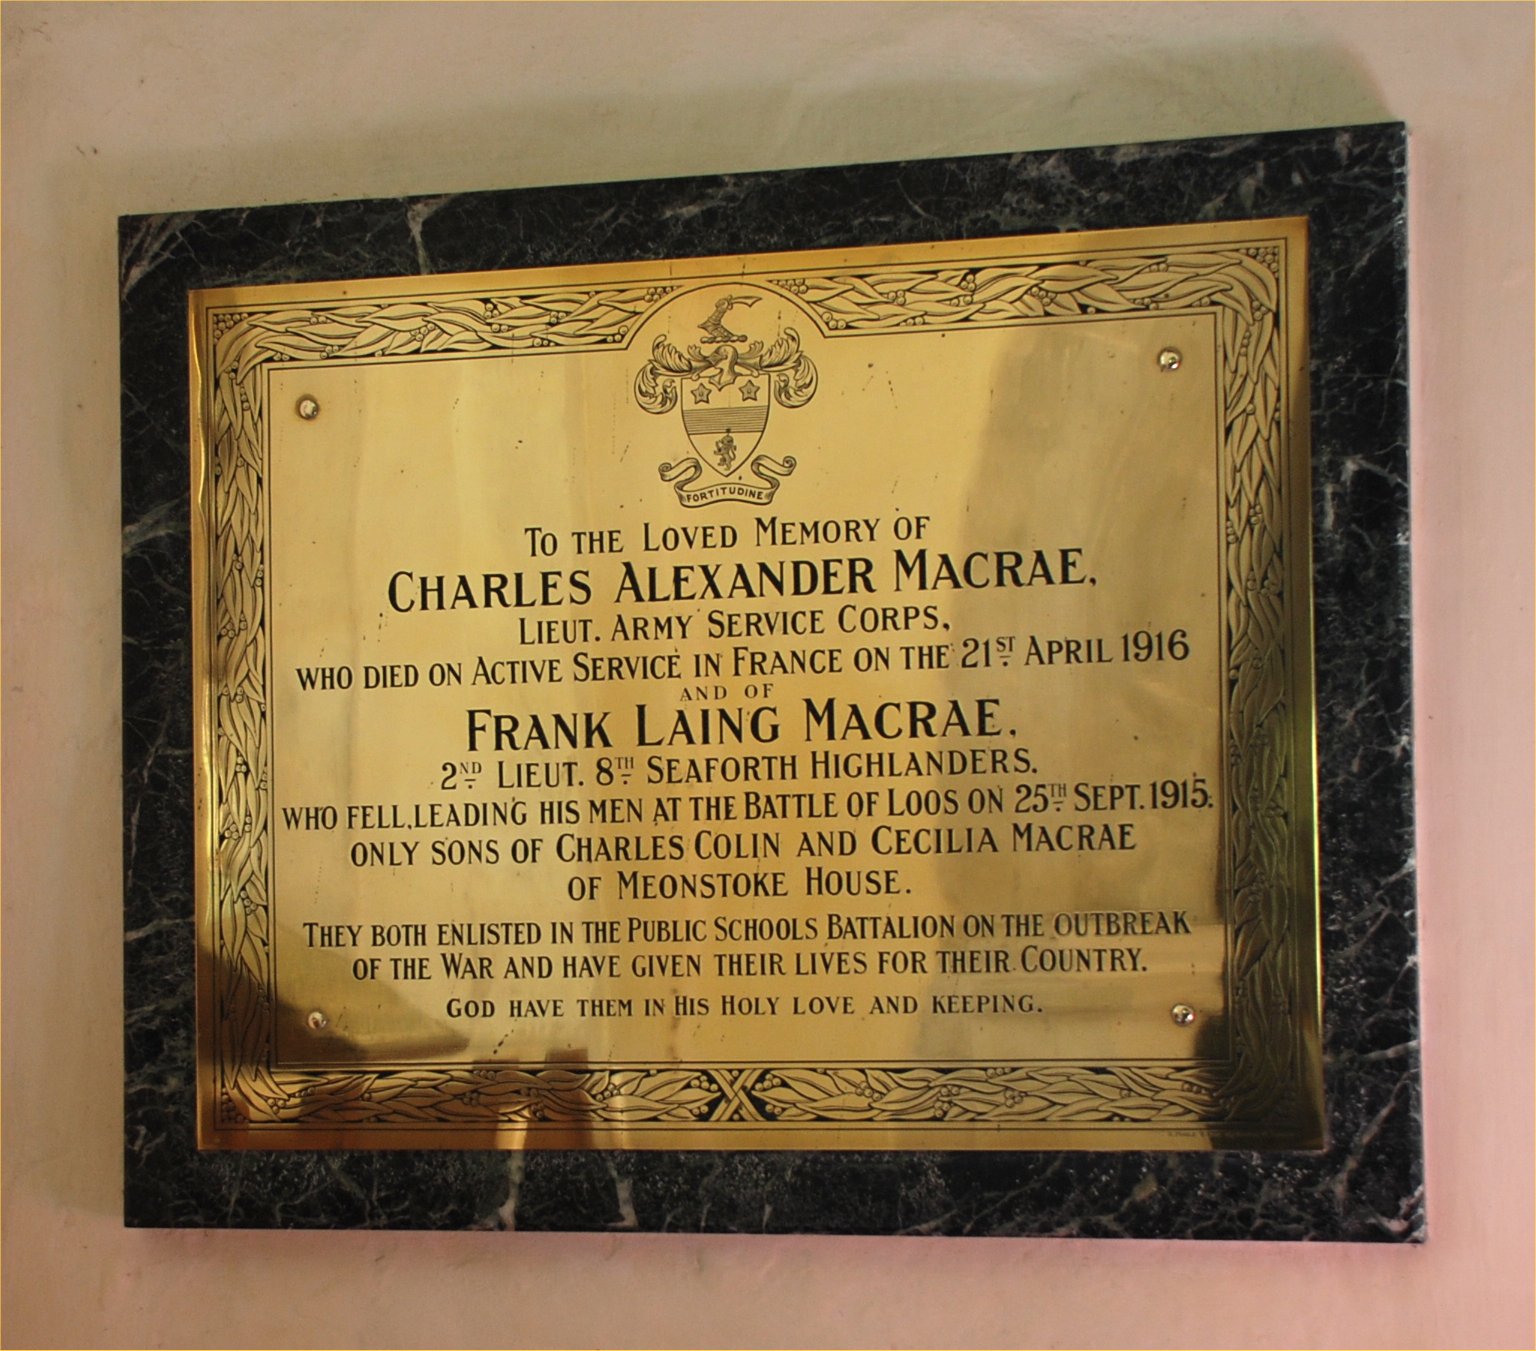 FORTITUDINE
TO THE LOVED MEMORY OF
CHARLES ALEXANDER MACRAE,
LIEUT. ARMY SERVICE CORPS,
WHO DIED ON ACTIVE SERVICE IN FRANCE ON THE 21ST APRIL 1916
AND OF
FRANK LAING MACRAE,
2ND LIEUT. 8TH SEAFORTH HIGHLANDERS.
WHO FELL, LEADING HIS MEN AT THE BATTLE OF LOOS ON 25TH SEPT. 1915.
ONLY SONS OF CHARLES COLIN AND CECILIA MACRAE
OF MEONSTOKE HOUSE.
THEY BOTH ENLISTED IN THE PUBLIC SCHOOLS BATTALION ON THE OUTBREAK
OF THE WAR AND HAVE GIVEN THEIR LIVES FOR THEIR COUNTRY.
GOD HAVE THEM IN HIS HOLY LOVE AND KEEPING.